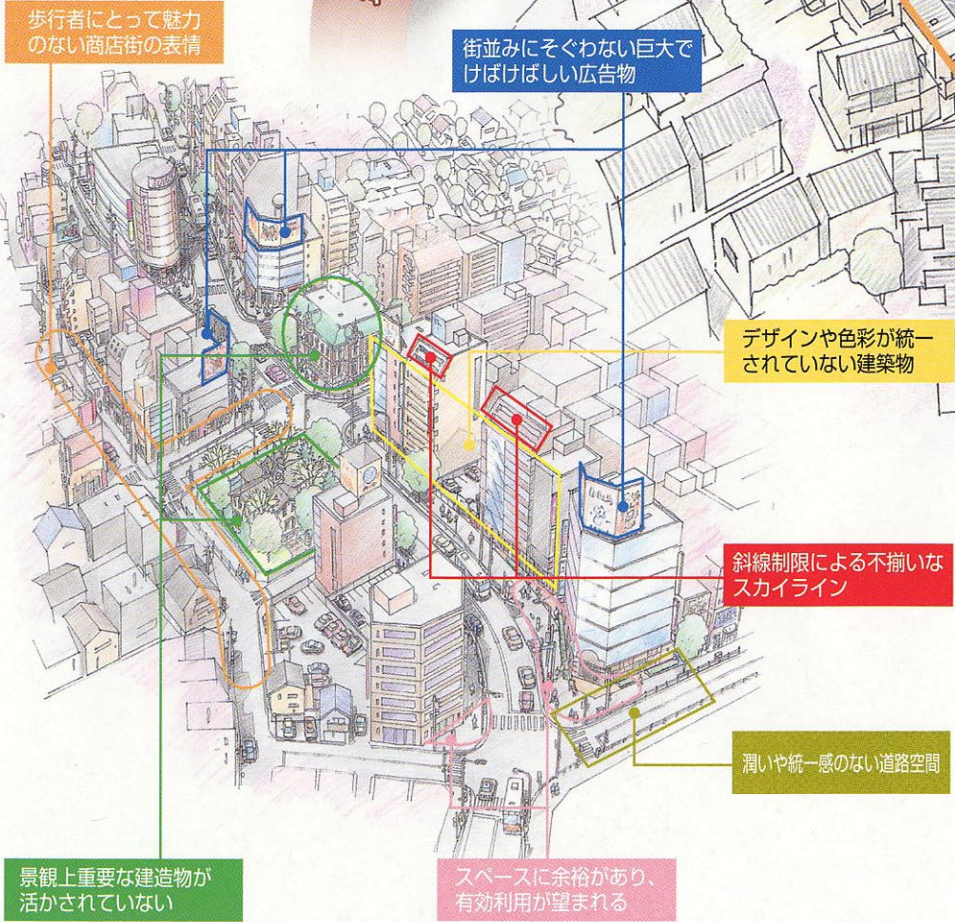 歩行者にとって魅力
のない商店街の表情
街並みにそぐわない巨大で
けばけばしい広告物
デザインや色彩が統一
されていない建築物
斜線制限による不揃いな
スカイライン
潤いや統一感のない道路空間
景観上重要な建造物が
活かされていない
スペースに余裕があり、
有効利用が望まれる